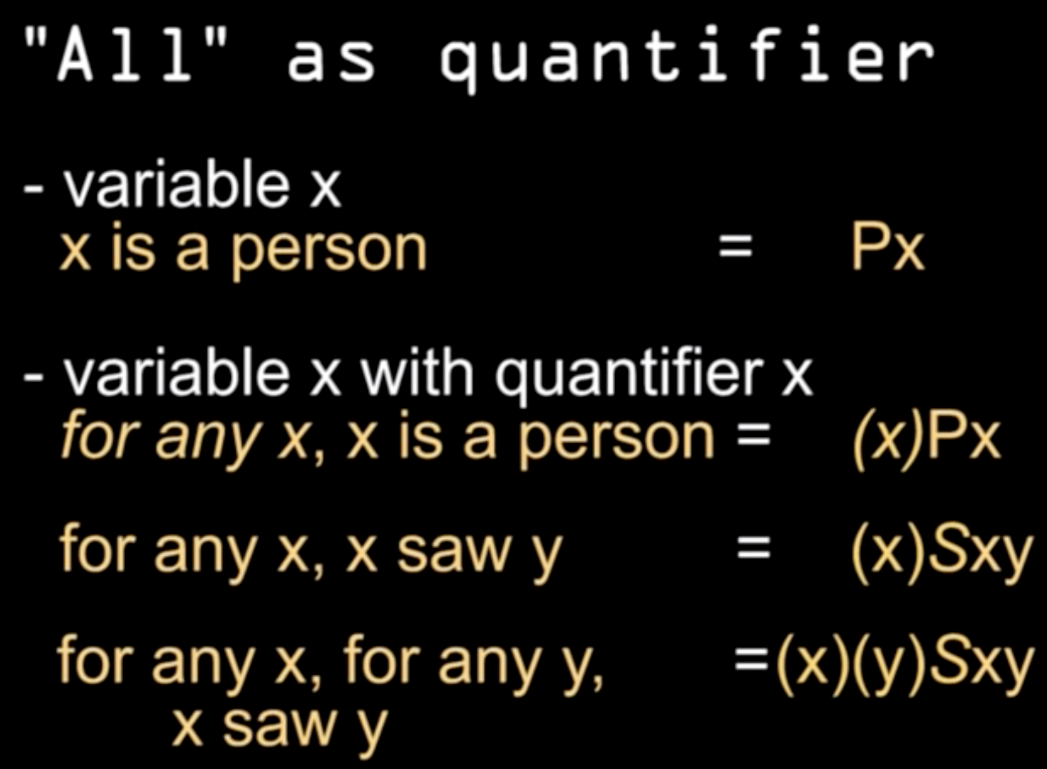 "All" as quantifier
- variable x
x is a person = Px
- variable x with quantifier x
for any x, x is a person = (x)Px
for any x, x saw y = (x)Sxy
for any x, for any y, =(x)(y)Sxy
x saw y